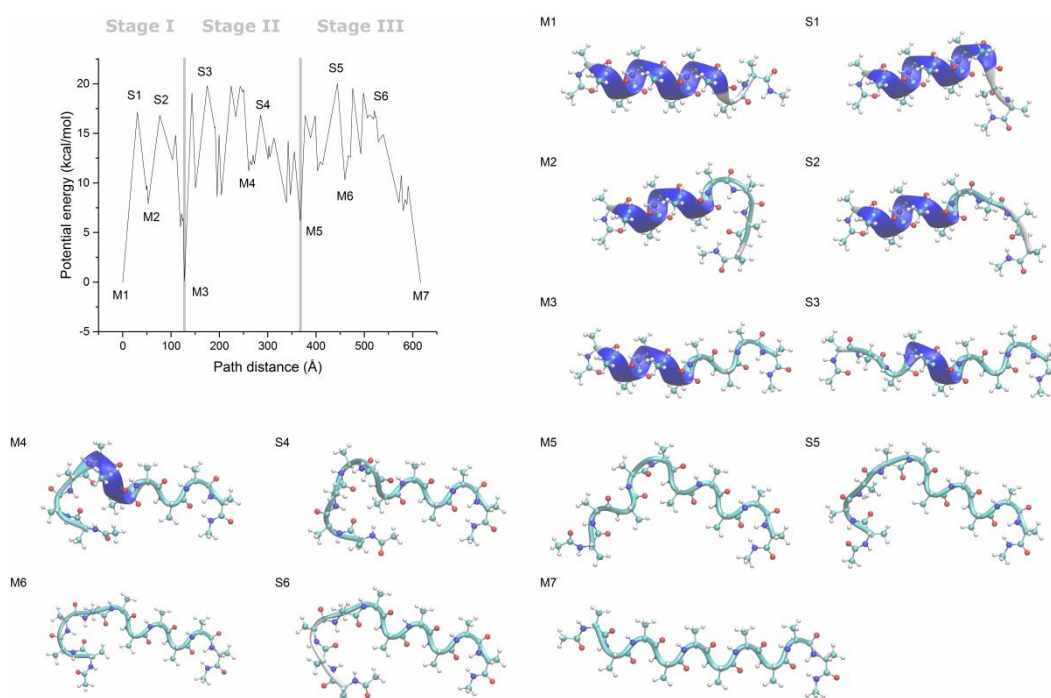 Stage I Stage II Stage III
20
15
10
5
0
-5
Potential energy (kcal/mol)
S1
S2
S3
S4
S5
S6
M1
M2
M3
M4
M5
M6
M7
0 100 200 300 400 500 600
Path distance (Å)
M1
S1
M2
S2
M3
S3
M4
S4
M5
S5
M6
S6
M7